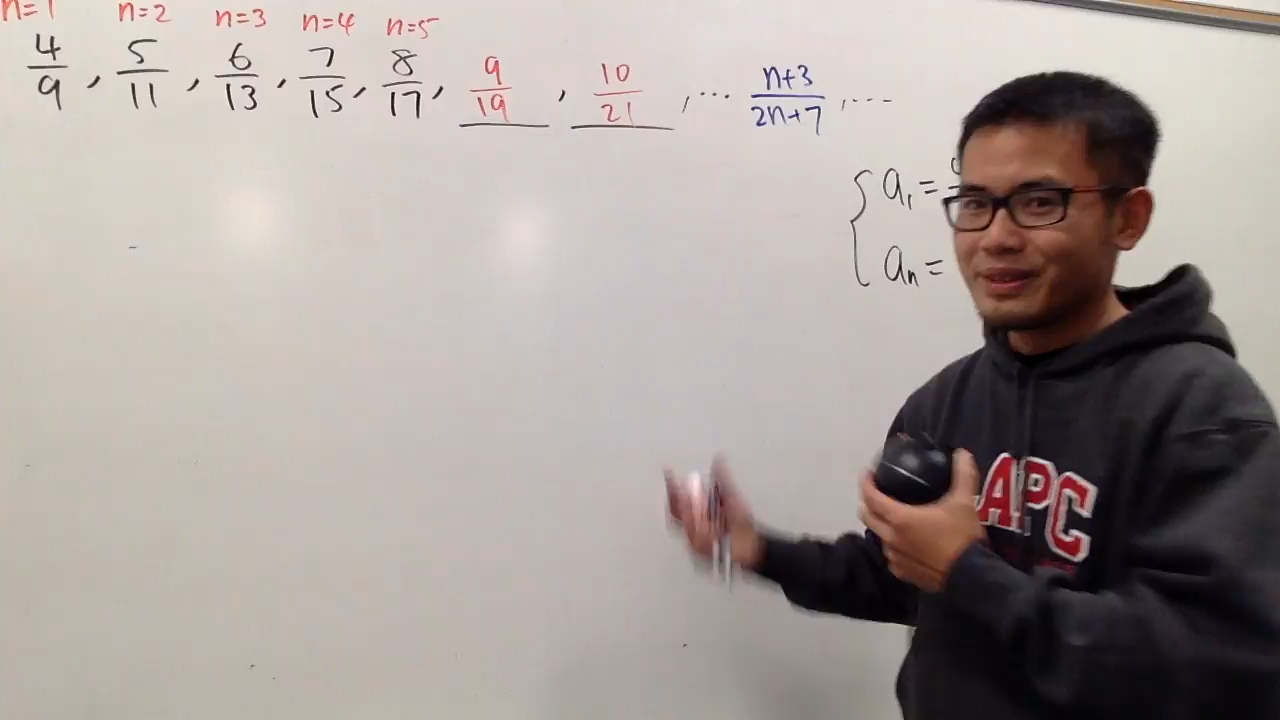 n=1 n=2 n=3 n=4 n=5
4/9, 5/11, 6/13, 7/15, 8/17, 9/19, 10/21, ... n+3/2n+7, ...
{ a₁ =
aₙ =
APC